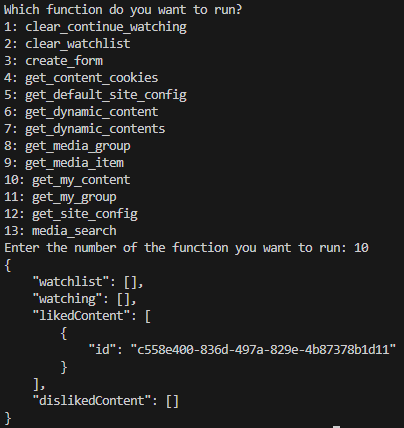 Which function do you want to run?
1: clear_continue_watching
2: clear_watchlist
3: create_form
4: get_content_cookies
5: get_default_site_config
6: get_dynamic_content
7: get_dynamic_contents
8: get_media_group
9: get_media_item
10: get_my_content
11: get_my_group
12: get_site_config
13: media_search
Enter the number of the function you want to run: 10
{
    "watchlist": [],
    "watching": [],
    "likedContent": [
        {
            "id": "c558e400-836d-497a-829e-4b87378b1d11"
        }
    ],
    "dislikedContent": []
}